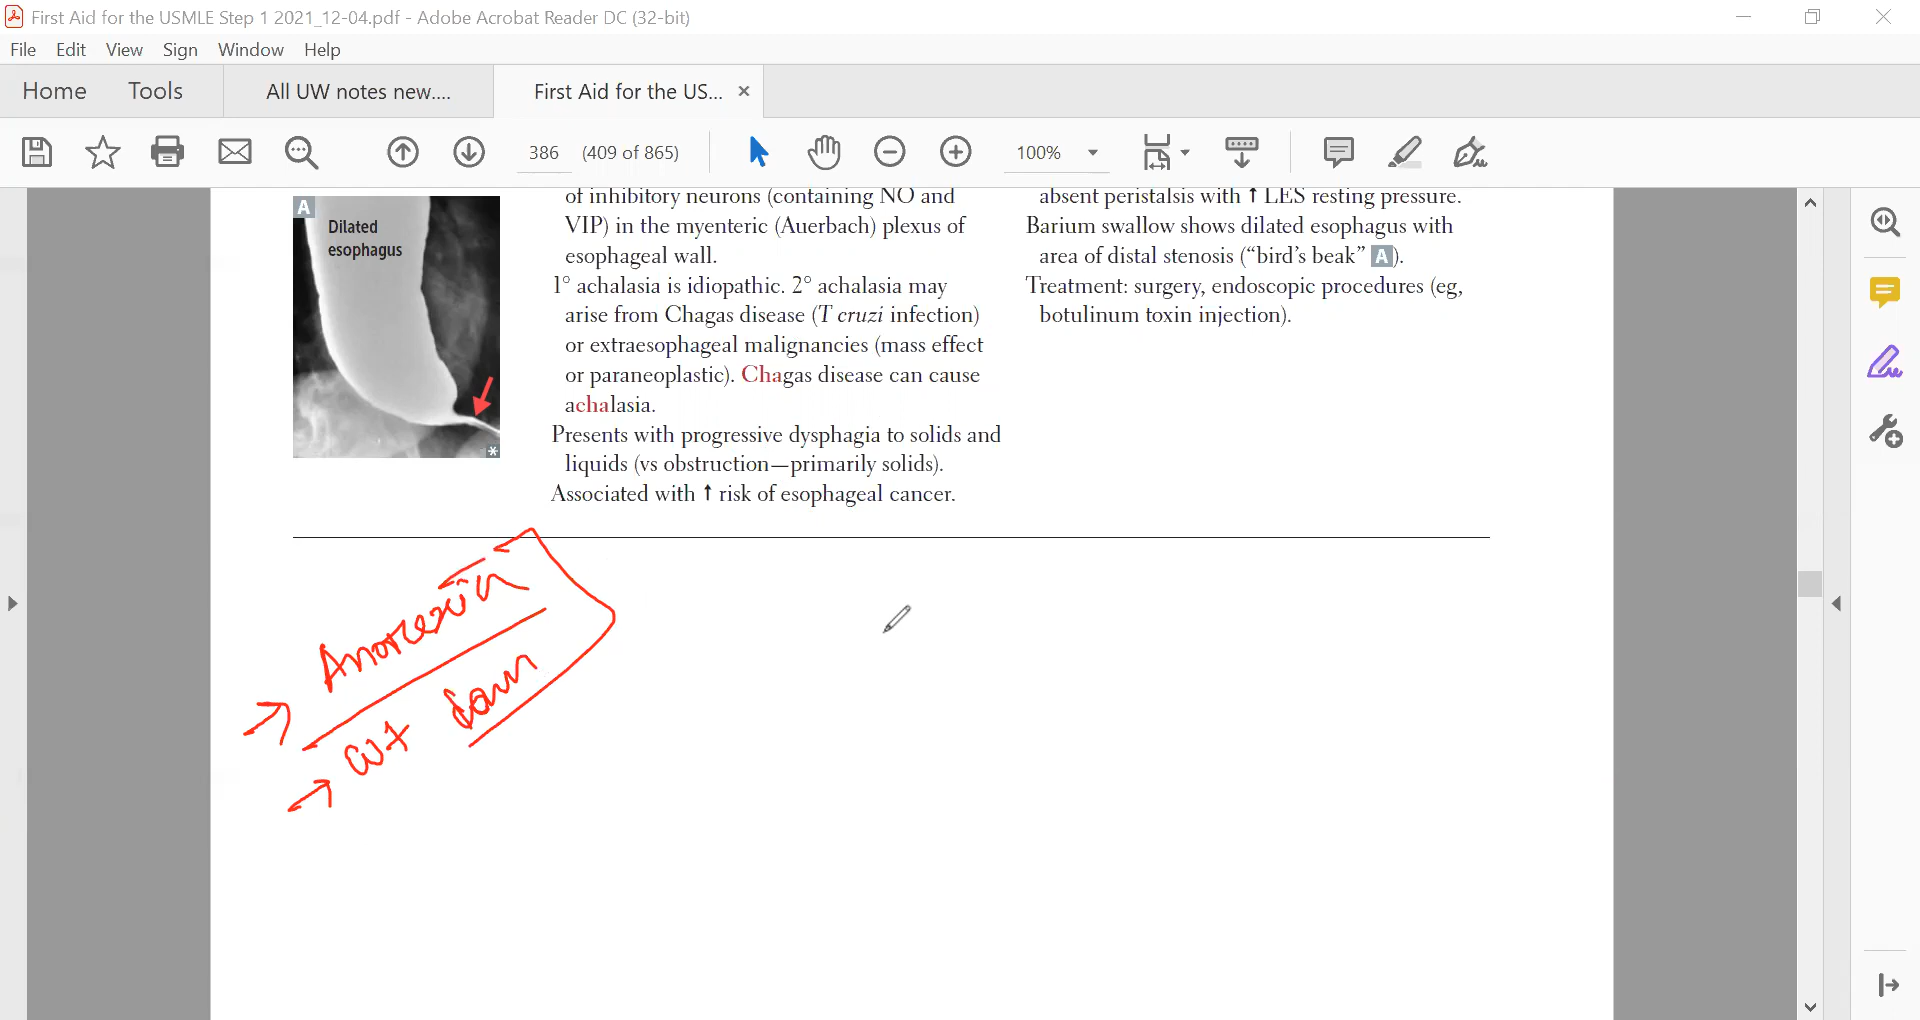 First Aid for the USMLE Step 1 2021_12-04.pdf - Adobe Acrobat Reader DC (32-bit)
File Edit View Sign Window Help
Home Tools All UW notes new.... First Aid for the US... ×
386 (409 of 865) 100%
A
Dilated
esophagus
*
of inhibitory neurons (containing NO and
VIP) in the myenteric (Auerbach) plexus of
esophageal wall.
1° achalasia is idiopathic. 2° achalasia may
arise from Chagas disease (T cruzi infection)
or extraesophageal malignancies (mass effect
or paraneoplastic). Chagas disease can cause
achalasia.
Presents with progressive dysphagia to solids and
liquids (vs obstruction—primarily solids).
Associated with ↑ risk of esophageal cancer.
absent peristalsis with ↑ LES resting pressure.
Barium swallow shows dilated esophagus with
area of distal stenosis (“bird’s beak” A).
Treatment: surgery, endoscopic procedures (eg,
botulinum toxin injection).
→ Anorexia
→ wt